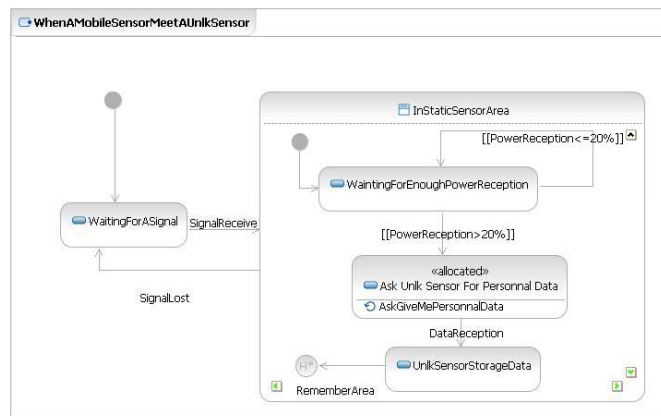 WhenAMobileSensorMeetAUnlkSensor
InStaticSensorArea
[[PowerReception<=20%]]
WaintingForEnoughPowerReception
WaitingForASignal
SignalReceive
[[PowerReception>20%]]
«allocated»
Ask Unlk Sensor For Personnal Data
AskGiveMePersonnalData
SignalLost
DataReception
UnlkSensorStorageData
H*
RememberArea